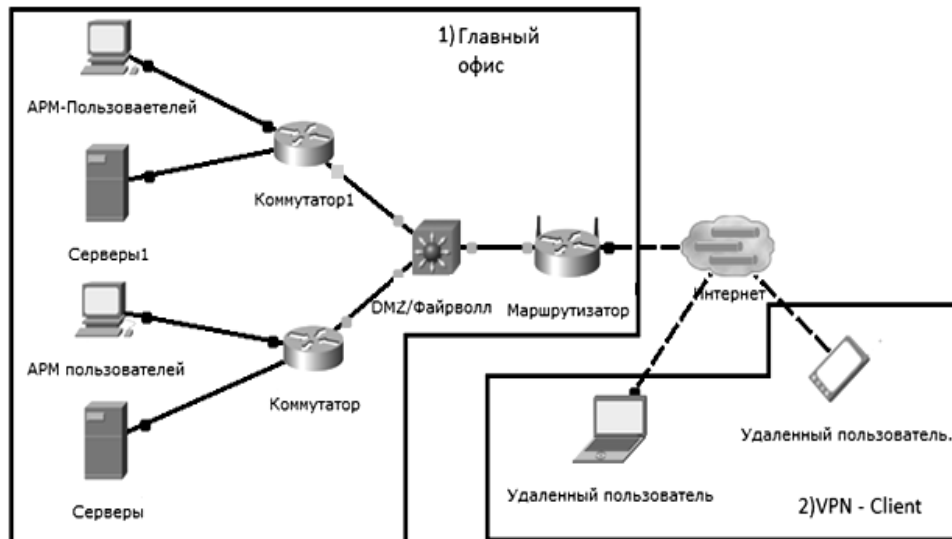 1) Главный
офис
АРМ-Пользоваетелей
Коммутатор1
Серверы1
DMZ/Файрволл
Маршрутизатор
Интернет
АРМ пользователей
Коммутатор
Серверы
Удаленный пользователь.
Удаленный пользователь
2)VPN - Client